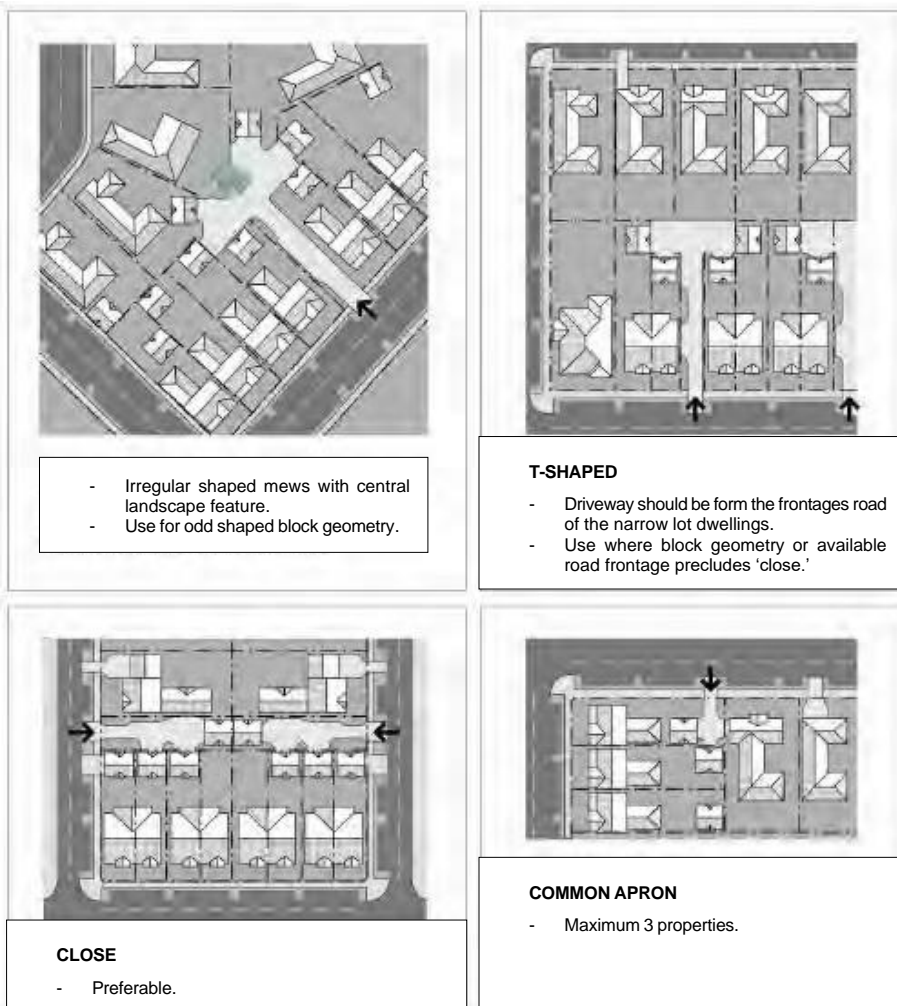 - Irregular shaped mews with central
landscape feature.
- Use for odd shaped block geometry.
T-SHAPED
- Driveway should be form the frontages road
of the narrow lot dwellings.
- Use where block geometry or available
road frontage precludes ‘close.’
CLOSE
- Preferable.
COMMON APRON
- Maximum 3 properties.